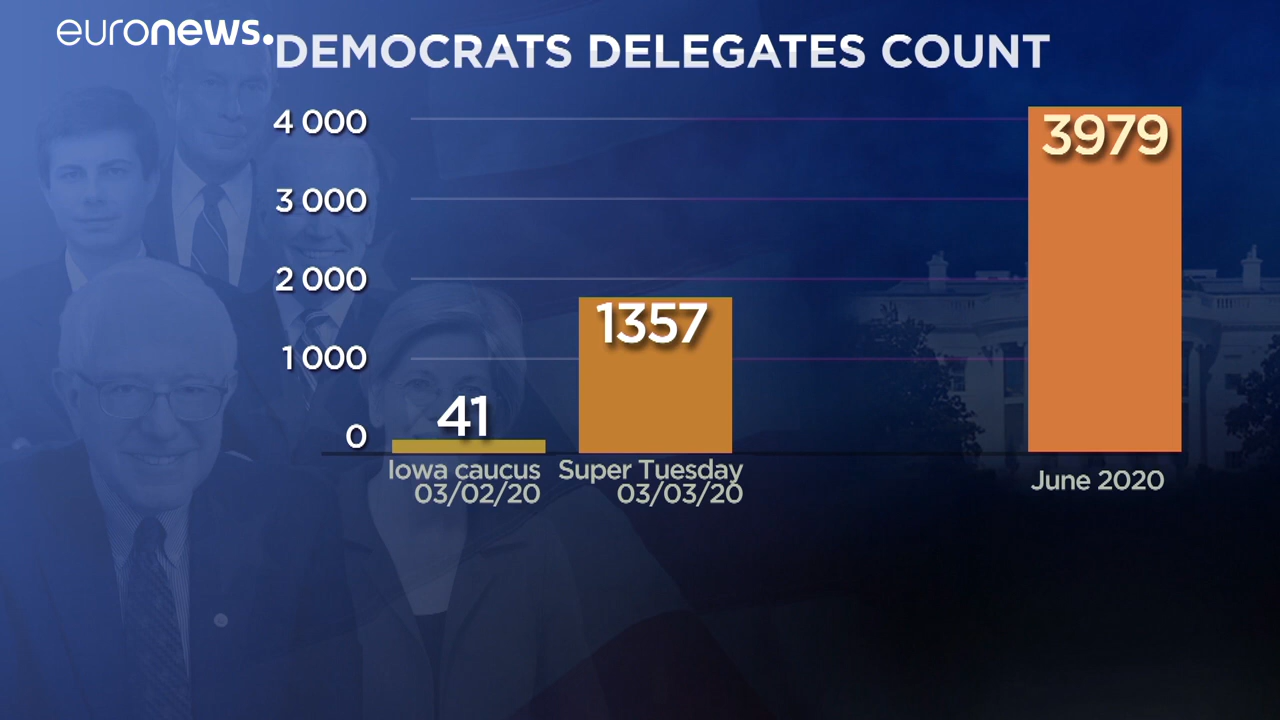 euronews.
DEMOCRATS DELEGATES COUNT
4 000
3 000
2 000
1 000
0
41
1357
3979
Iowa caucus
03/02/20
Super Tuesday
03/03/20
June 2020